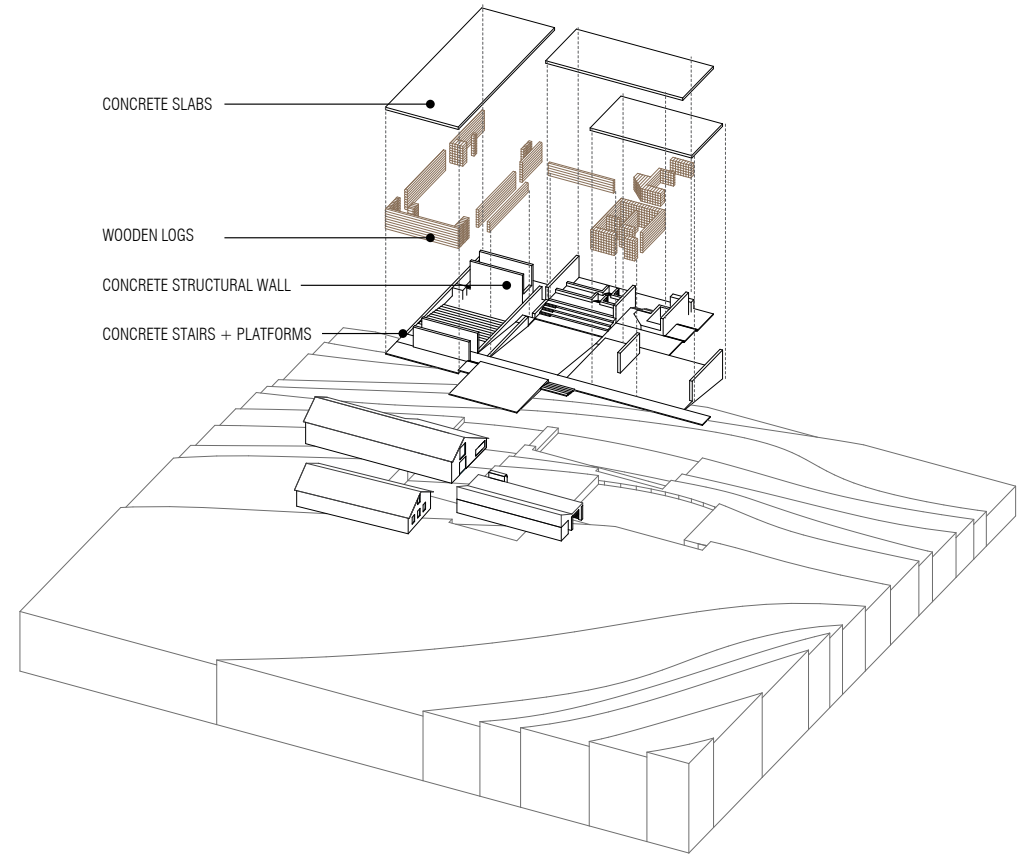 CONCRETE SLABS
WOODEN LOGS
CONCRETE STRUCTURAL WALL
CONCRETE STAIRS + PLATFORMS